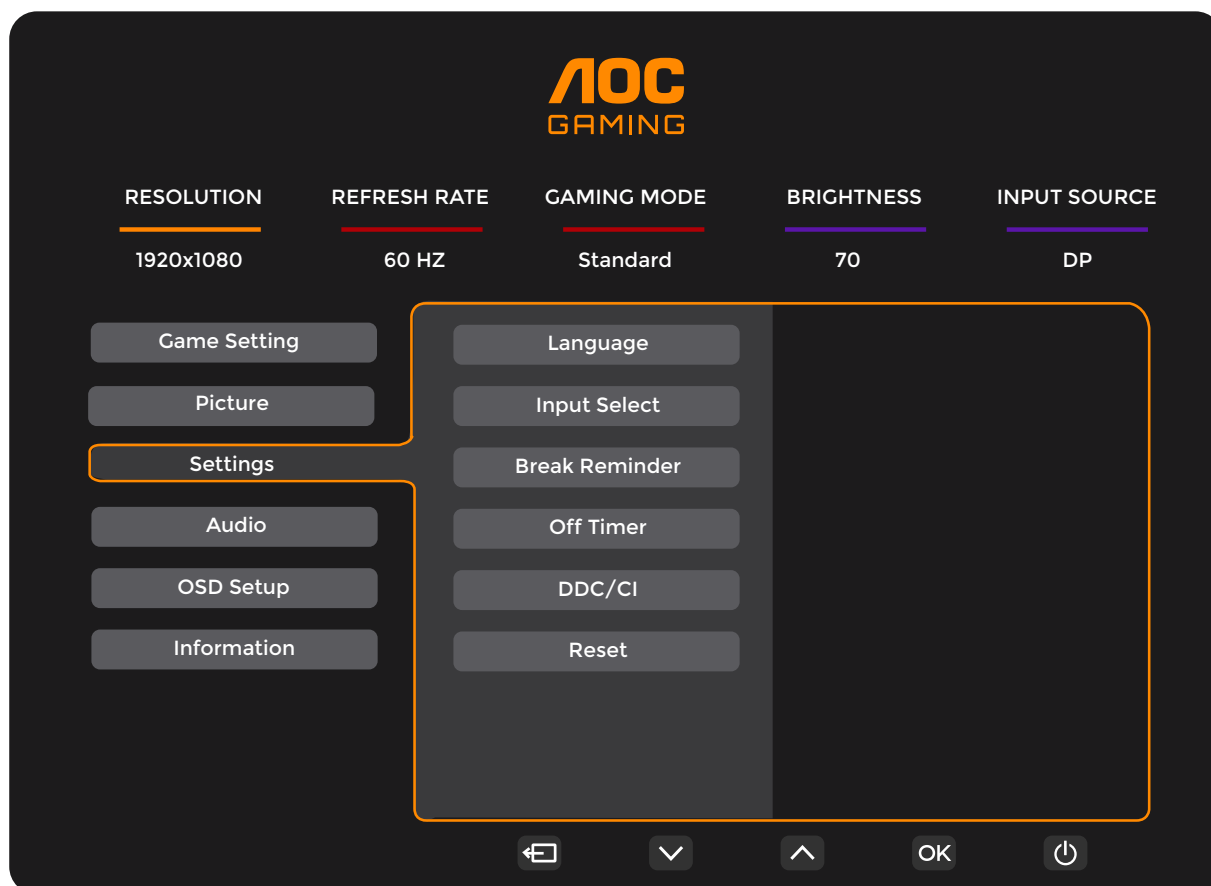 AOC
GAMING
RESOLUTION REFRESH RATE GAMING MODE BRIGHTNESS INPUT SOURCE
1920x1080 60 HZ Standard 70 DP
Game Setting
Picture
Settings
Audio
OSD Setup
Information
Language
Input Select
Break Reminder
Off Timer
DDC/CI
Reset
OK